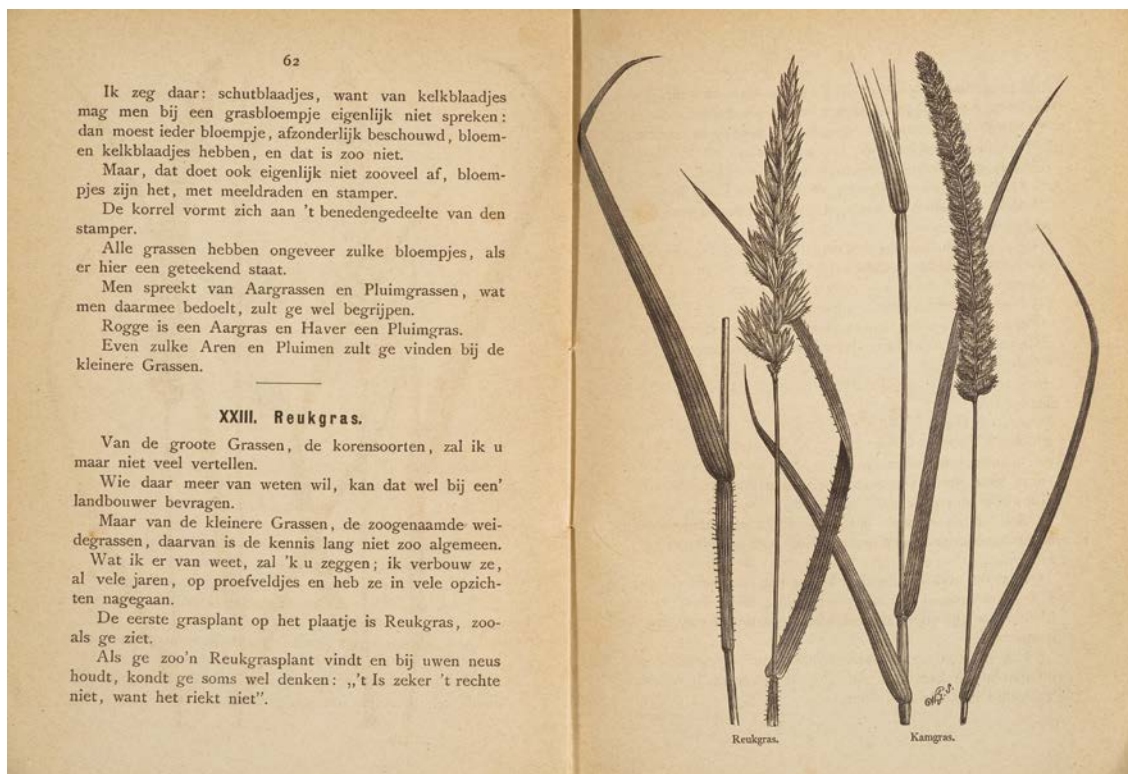 62
Ik zeg daar: schutblaadjes, want van kelkblaadjes
mag men bij een grasbloempje eigenlijk niet spreken:
dan moest ieder bloempje, afzonderlijk beschouwd, bloem-
en kelkblaadjes hebben, en dat is zoo niet.
Maar, dat doet ook eigenlijk niet zooveel af, bloem-
pjes zijn het, met meeldraden en stamper.
De korrel vormt zich aan 't benedengedeelte van den
stamper.
Alle grassen hebben ongeveer zulke bloempjes, als
er hier een geteekend staat.
Men spreekt van Aargrassen en Pluimgrassen, wat
men daarmee bedoelt, zult ge wel begrijpen.
Rogge is een Aargras en Haver een Pluimgras.
Even zulke Aren en Pluimen zult ge vinden bij de
kleinere Grassen.
XXIII. Reukgras.
Van de groote Grassen, de korensoorten, zal ik u
maar niet veel vertellen.
Wie daar meer van weten wil, kan dat wel bij een'
landbouwer bevragen.
Maar van de kleinere Grassen, de zoogenaamde wei-
degrassen, daarvan is de kennis lang niet zoo algemeen.
Wat ik er van weet, zal 'k u zeggen; ik verbouw ze,
al vele jaren, op proefveldjes en heb ze in vele opzich-
ten nagegaan.
De eerste grasplant op het plaatje is Reukgras, zoo-
als ge ziet.
Als ge zoo'n Reukgrasplant vindt en bij uwen neus
houdt, kondt ge soms wel denken: „'t Is zeker 't rechte
niet, want het riekt niet".
Reukgras.
Kamgras.